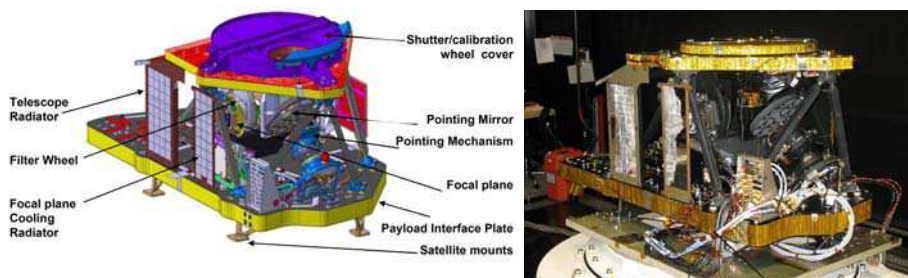 Shutter/calibration
wheel cover
Telescope
Radiator
Pointing Mirror
Pointing Mechanism
Filter Wheel
Focal plane
Focal plane
Cooling
Radiator
Payload Interface Plate
Satellite mounts